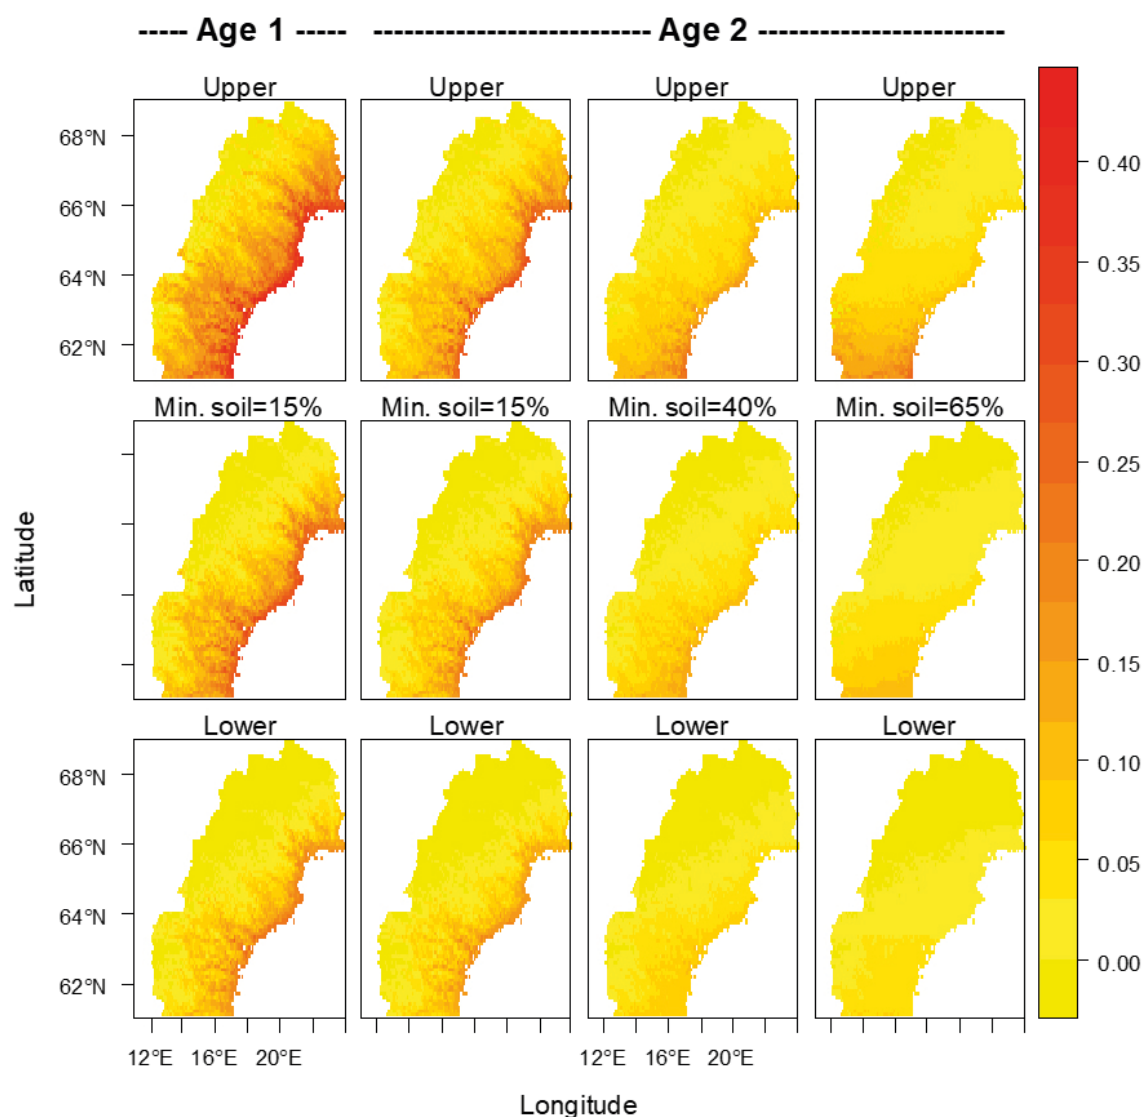 ----- Age 1 ----- -------------------------- Age 2 -----------------------
Upper Upper Upper Upper
68°N
66°N
64°N
62°N
Min. soil=15% Min. soil=15% Min. soil=40% Min. soil=65%
Latitude
Lower Lower Lower Lower
68°N
66°N
64°N
62°N
12°E 16°E 20°E 12°E 16°E 20°E
Longitude
0.40
0.35
0.30
0.25
0.20
0.15
0.10
0.05
0.00